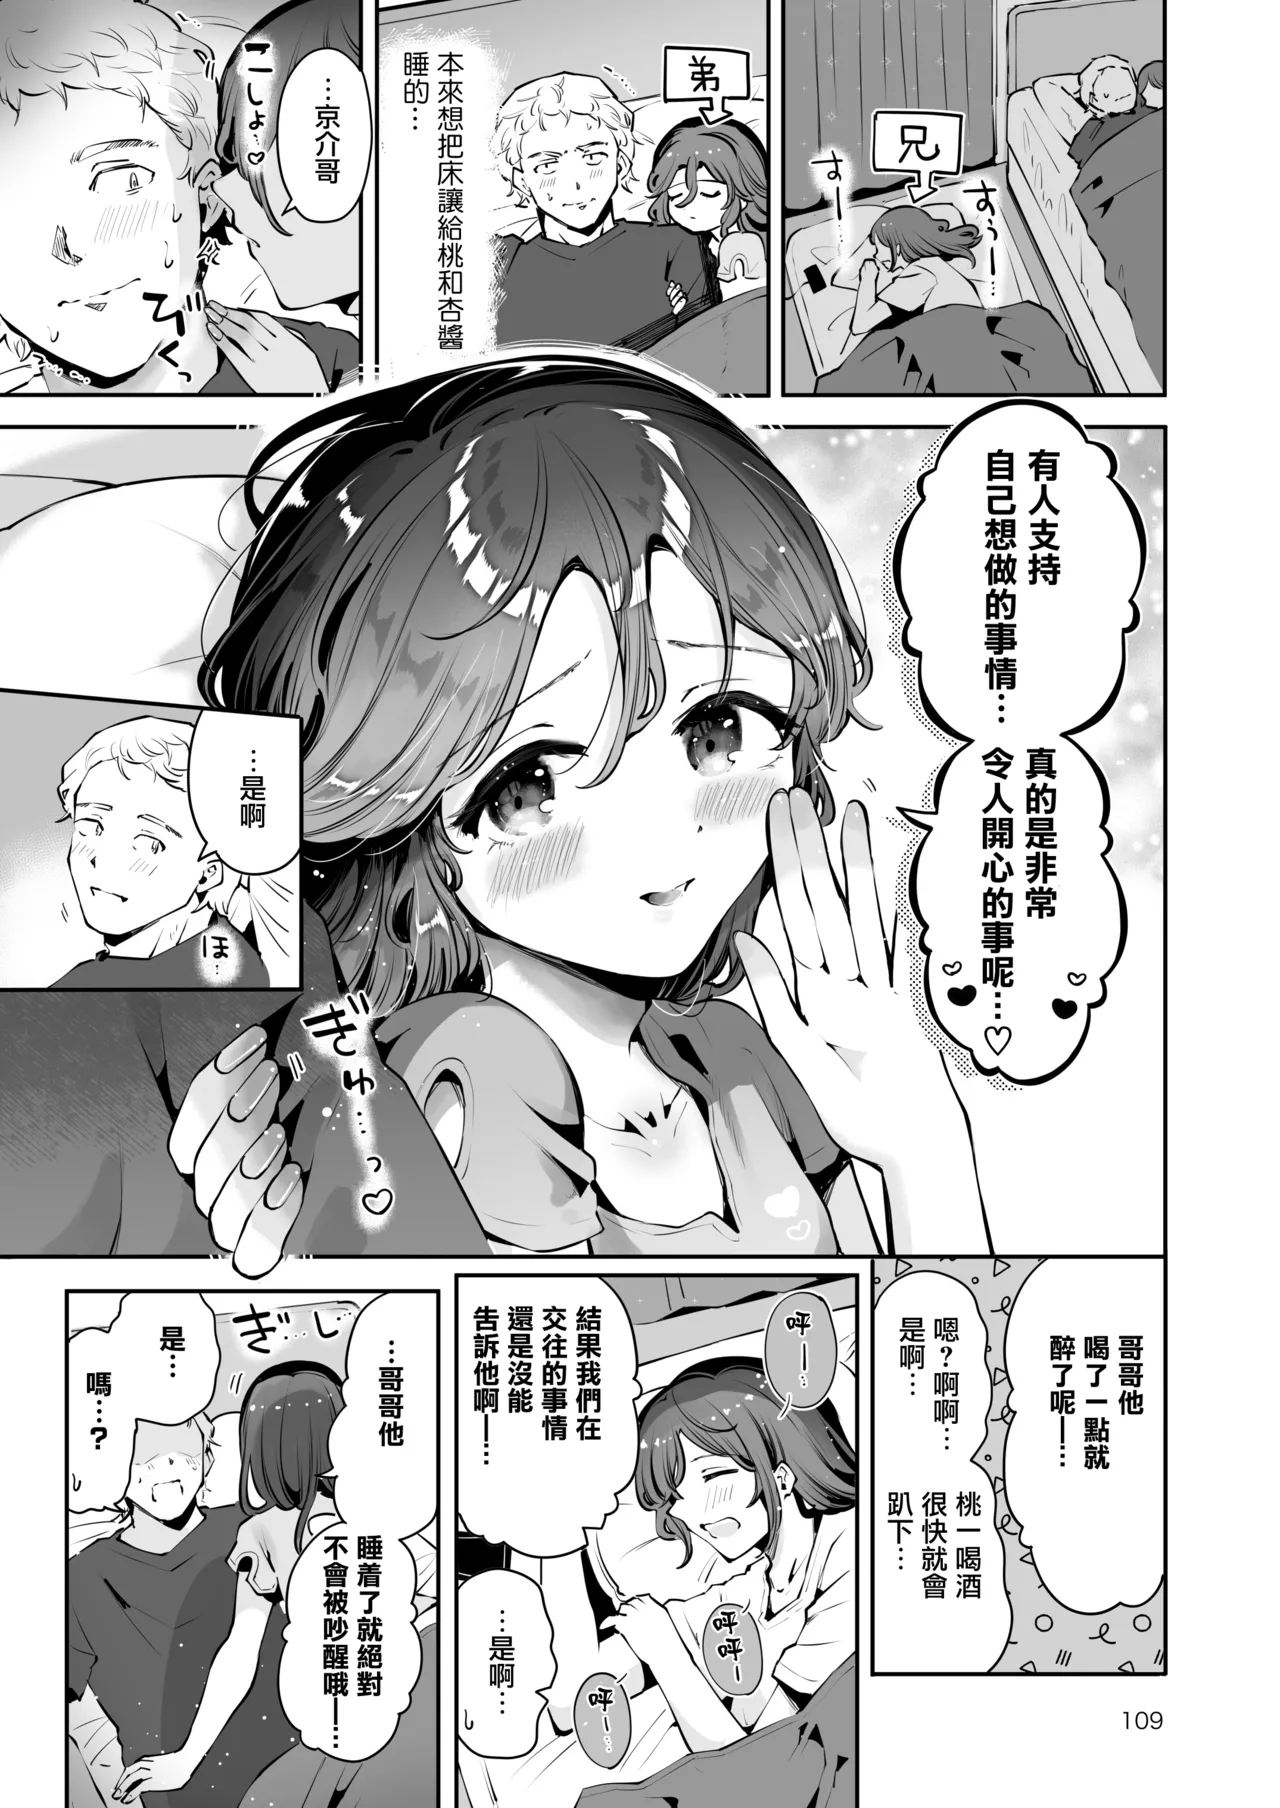 兄
すぅー…
すー…
弟
本來想把床讓給桃和杏醬
睡的…
…京介哥
こしょ…♡
びくっ
有人支持
自己想做的事情…
真的是非常
令人開心的事呢…♡
ぎゅ…っ♡
…是啊
ほ…
哥哥他
喝了一點就
醉了呢——…
嗯？啊啊…
是啊…
桃一喝酒
很快就會
趴下…
呼ー
結果我們在
交往的事情
還是沒能
告訴他啊——…
呼ー
呼呼ー
呼ー
…是啊…
…哥哥他
睡着了就絕對
不會被吵醒哦——…
ぎ…し…
是…
嗎…？
109